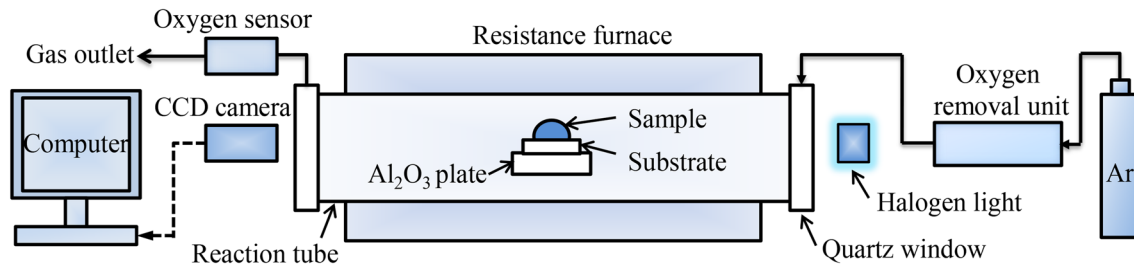 Oxygen sensor
Gas outlet
Resistance furnace
Oxygen
removal unit
CCD camera
Computer
Sample
Substrate
Al₂O₃ plate
Ar
Halogen light
Reaction tube
Quartz window